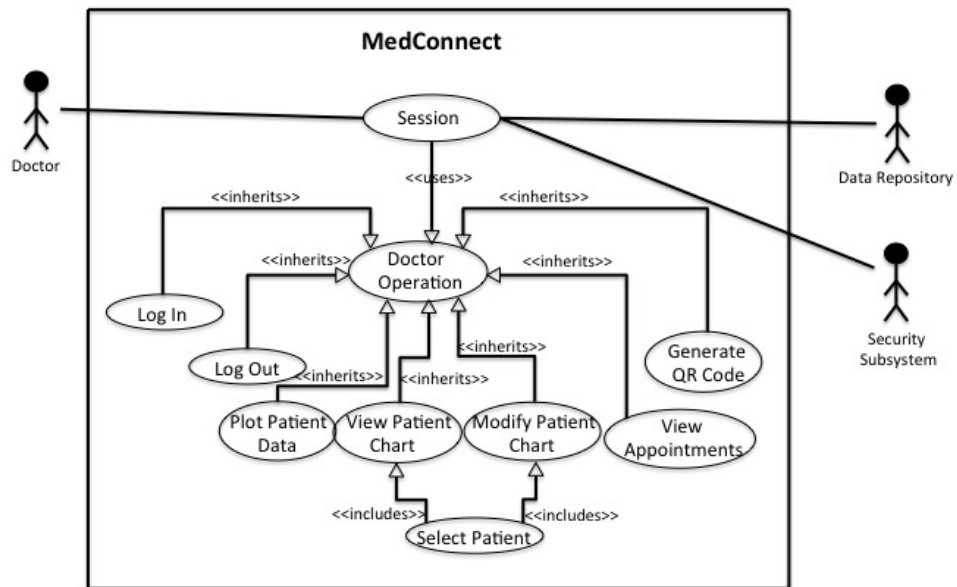 MedConnect
Session
Doctor
Data Repository
<<uses>>
<<inherits>>
<<inherits>>
Doctor
Operation
<<inherits>>
<<inherits>>
Log In
Security
Subsystem
Log Out
Generate
QR Code
<<inherits>>
<<inherits>>
<<inherits>>
Plot Patient
Data
View Patient
Chart
Modify Patient
Chart
View
Appointments
<<includes>>
<<includes>>
Select Patient